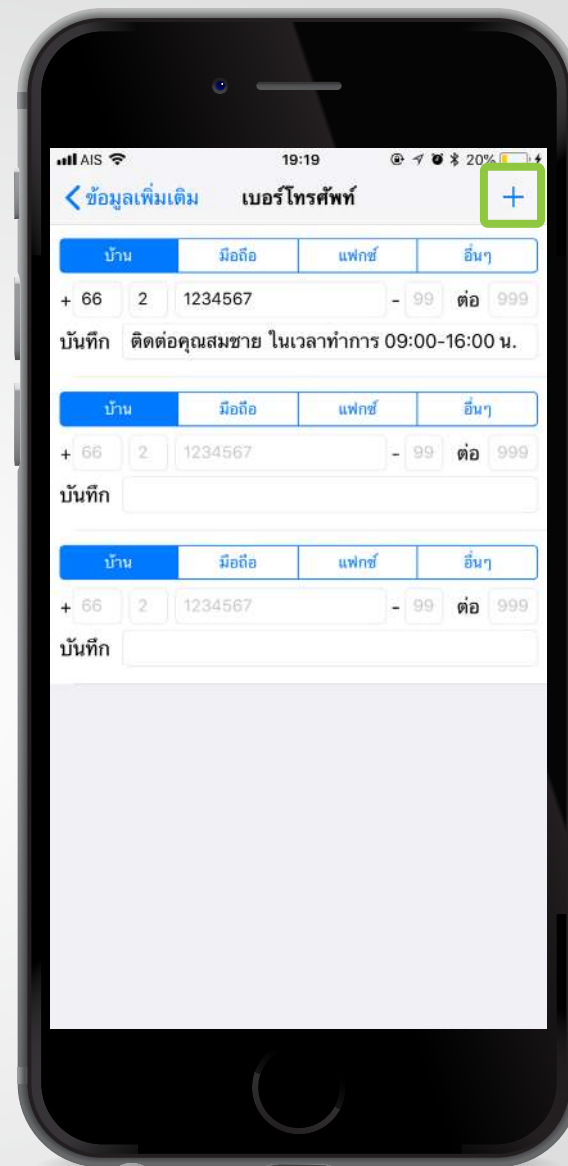 AIS 19:19 20%
ข้อมูลเพิ่มเติม เบอร์โทรศัพท์ +
บ้าน มือถือ แฟกซ์ อื่นๆ
+ 66 2 1234567 - 99 ต่อ 999
บันทึก ติดต่อคุณสมชาย ในเวลาทำการ 09:00-16:00 น.
บ้าน มือถือ แฟกซ์ อื่นๆ
+ 66 2 1234567 - 99 ต่อ 999
บันทึก
บ้าน มือถือ แฟกซ์ อื่นๆ
+ 66 2 1234567 - 99 ต่อ 999
บันทึก